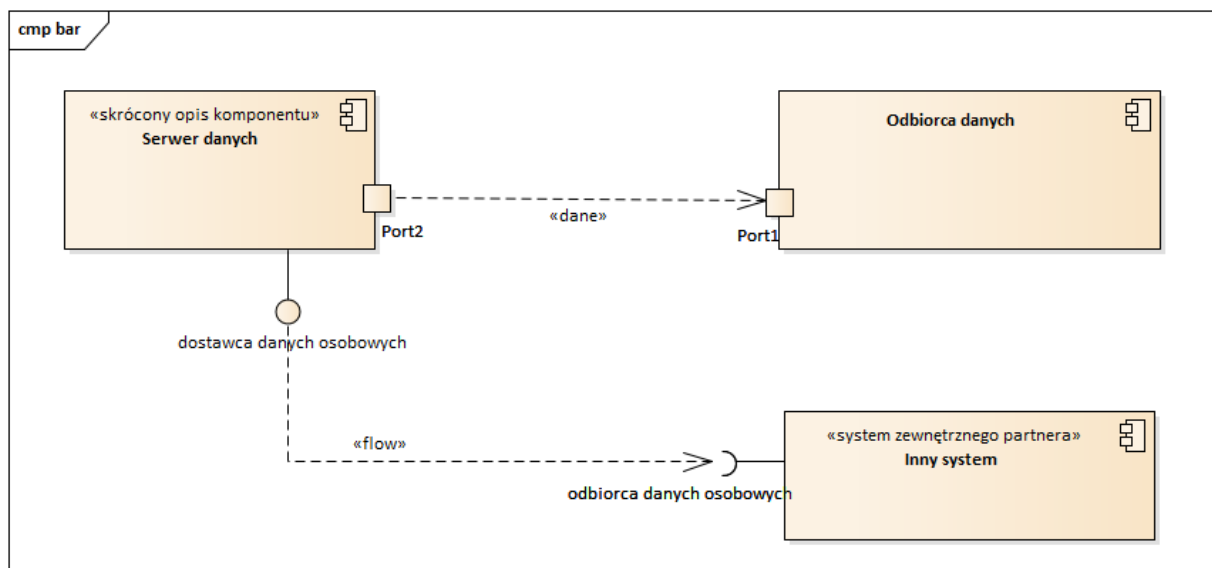 cmp bar
«skrócony opis komponentu»
Serwer danych
Odbiorca danych
«dane»
Port2
Port1
dostawca danych osobowych
«flow»
«system zewnętrznego partnera»
Inny system
odbiorca danych osobowych